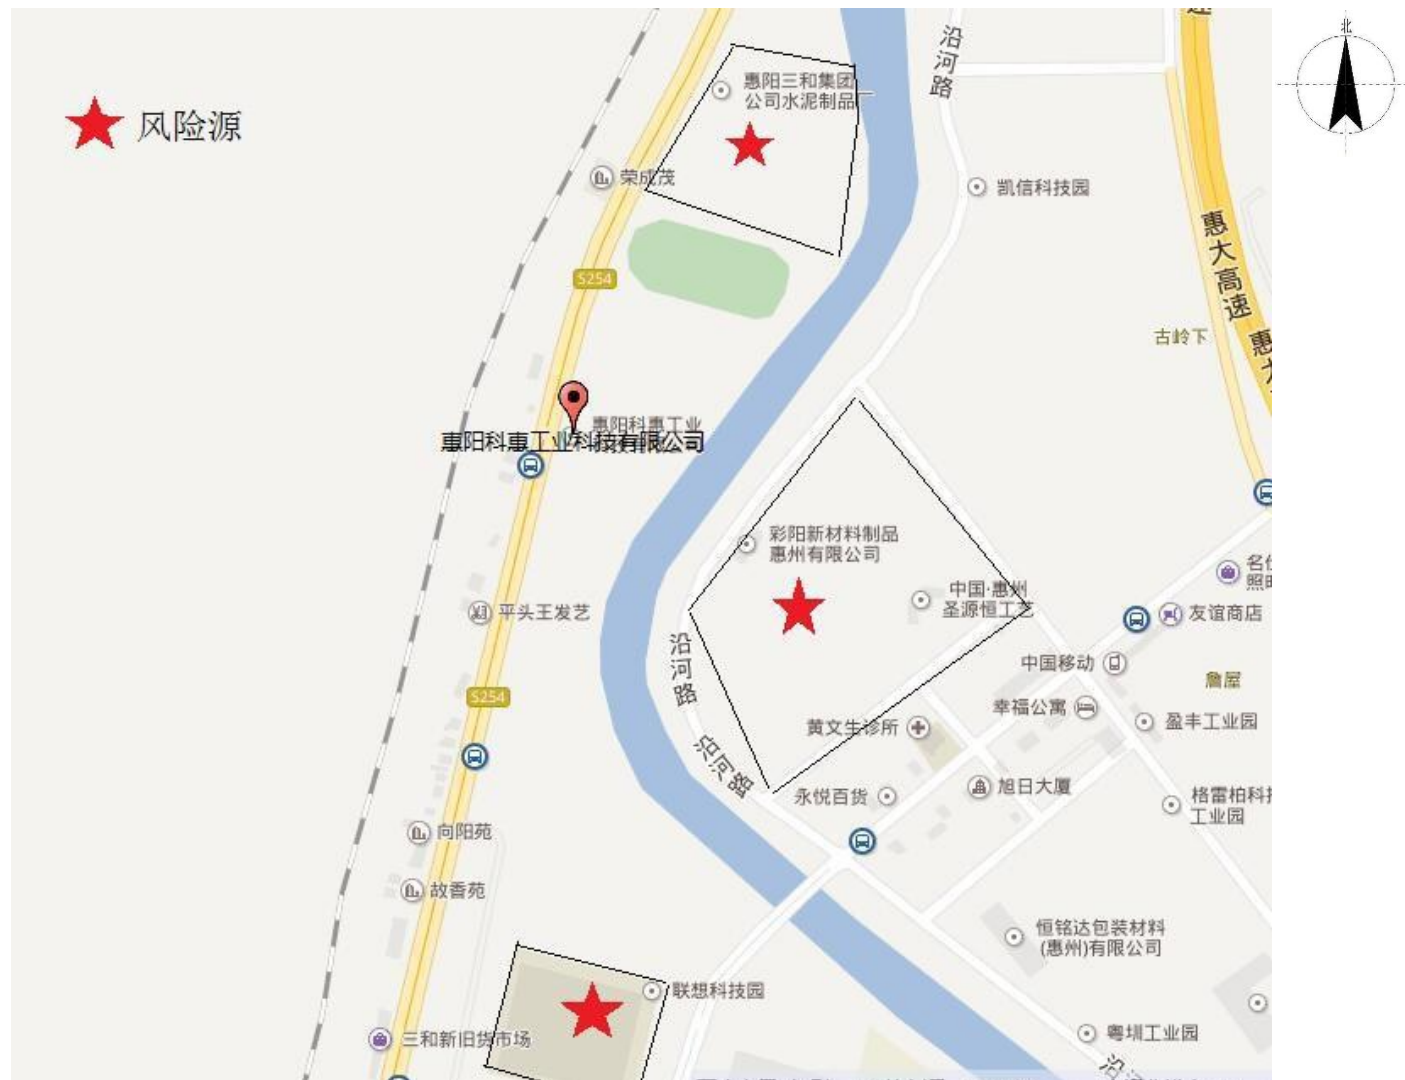 北
沿河路
惠阳三和集团
公司水泥制品
风险源
荣成茂
凯信科技园
惠大高速
S254
古岭下
惠阳科惠工业
惠阳科惠工业科技有限公司
彩阳新材料制品
惠州有限公司
中国·惠州
圣源恒工艺
平头王发艺
友谊商店
沿河路
中国移动
詹屋
S254
幸福公寓
盈丰工业园
黄文生诊所
沿河路
旭日大厦
永悦百货
格雷柏科技
工业园
向阳苑
故香苑
恒铭达包装材料
(惠州)有限公司
联想科技园
三和新旧货市场
粤圳工业园